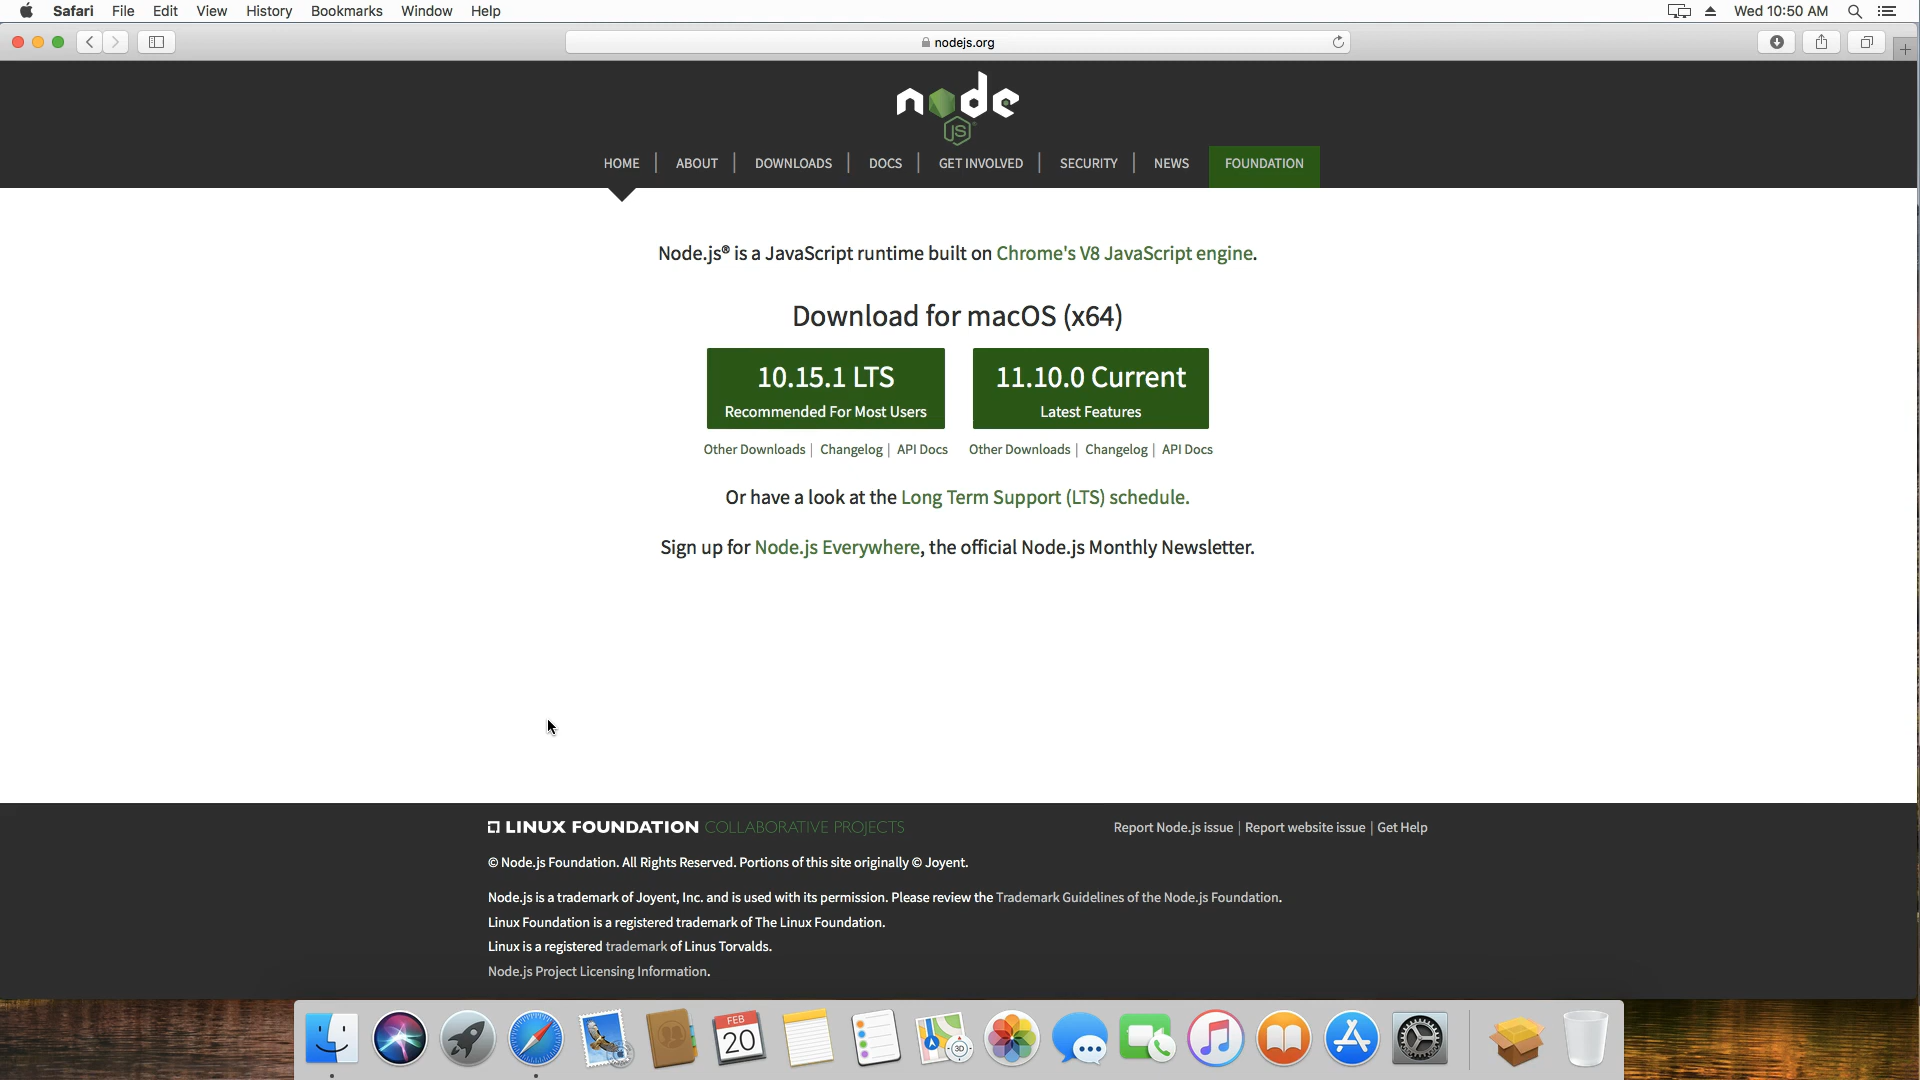 Safari File Edit View History Bookmarks Window Help Wed 10:50 AM
nodejs.org
node
JS
HOME | ABOUT | DOWNLOADS | DOCS | GET INVOLVED | SECURITY | NEWS FOUNDATION
Node.js® is a JavaScript runtime built on Chrome's V8 JavaScript engine.
Download for macOS (x64)
10.15.1 LTS
Recommended For Most Users
11.10.0 Current
Latest Features
Other Downloads | Changelog | API Docs
Other Downloads | Changelog | API Docs
Or have a look at the Long Term Support (LTS) schedule.
Sign up for Node.js Everywhere, the official Node.js Monthly Newsletter.
LINUX FOUNDATION COLLABORATIVE PROJECTS
Report Node.js issue | Report website issue | Get Help
© Node.js Foundation. All Rights Reserved. Portions of this site originally © Joyent.
Node.js is a trademark of Joyent, Inc. and is used with its permission. Please review the Trademark Guidelines of the Node.js Foundation.
Linux Foundation is a registered trademark of The Linux Foundation.
Linux is a registered trademark of Linus Torvalds.
Node.js Project Licensing Information.
FEB
20
3D